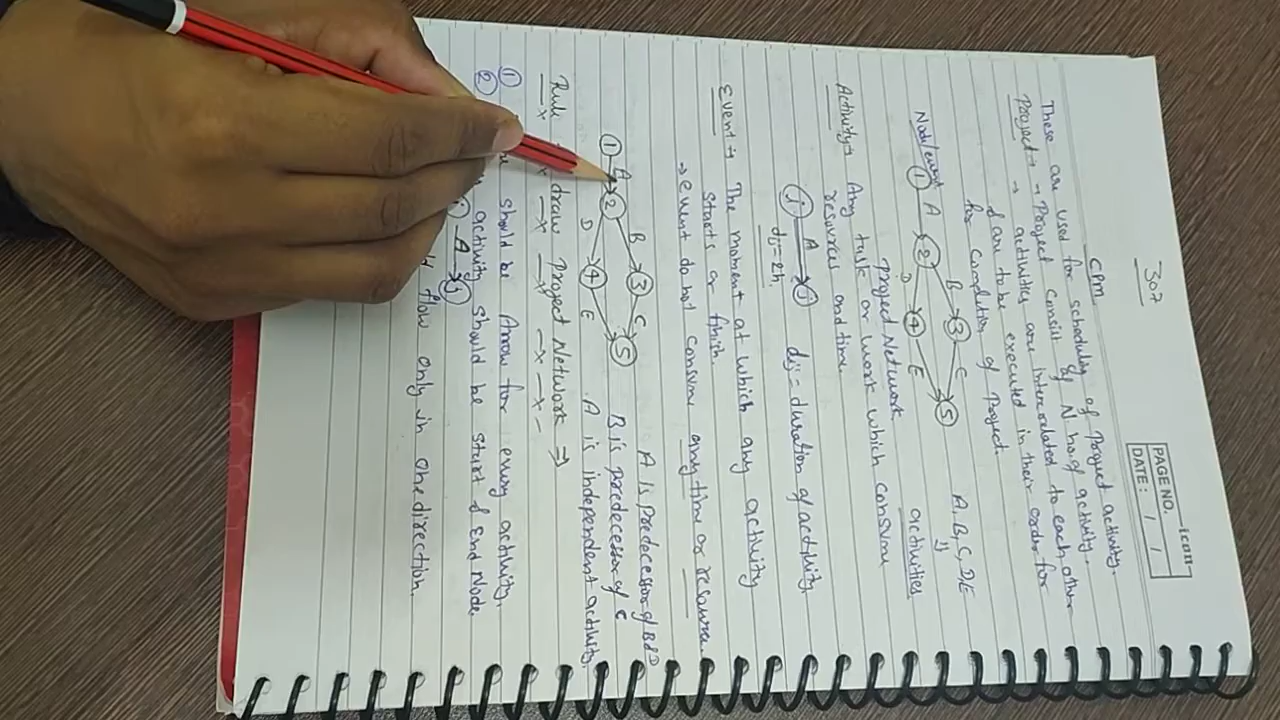 icon
PAGE NO.
DATE: / /
307
CPM
These are used for scheduling of Project activity.
Project → Project consist of N no. of activity.
→ activities are interrelated to each other
& are to be executed in their order for
for Completion of Project.
Node/event 1 A 2 B 3 C 5 D 4 E
A, B, C, D, E
⇓
activities
Project Network
Activity → Any task or work which consume
resources and time
i A j dij = duration of activity
dij = 2h
Event → The moment at which any activity
starts or finish.
→ event do not consume any time or resource.
1 A 2 B 3 C 5 D 4 E
A is predecessor of B & D
B is predecessor of C
A is independent activity.
Rule draw Project Network ⇒
1 should be Arrow for every activity.
2 activity should be start & End Node.
i A j
flow only in one direction.